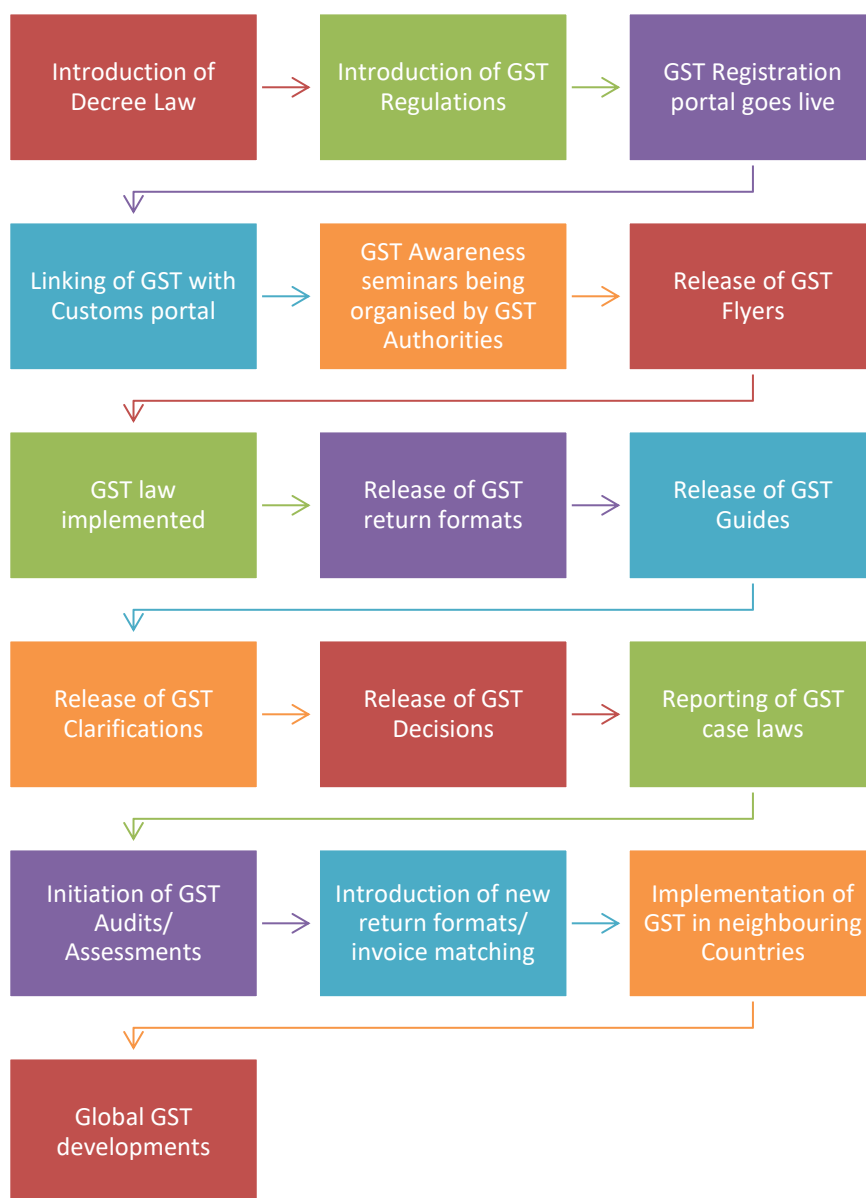 Introduction of
Decree Law
Introduction of GST
Regulations
GST Registration
portal goes live
Linking of GST with
Customs portal
GST Awareness
seminars being
organised by GST
Authorities
Release of GST
Flyers
GST law
implemented
Release of GST
return formats
Release of GST
Guides
Release of GST
Clarifications
Release of GST
Decisions
Reporting of GST
case laws
Initiation of GST
Audits/
Assessments
Introduction of new
return formats/
invoice matching
Implementation of
GST in neighbouring
Countries
Global GST
developments